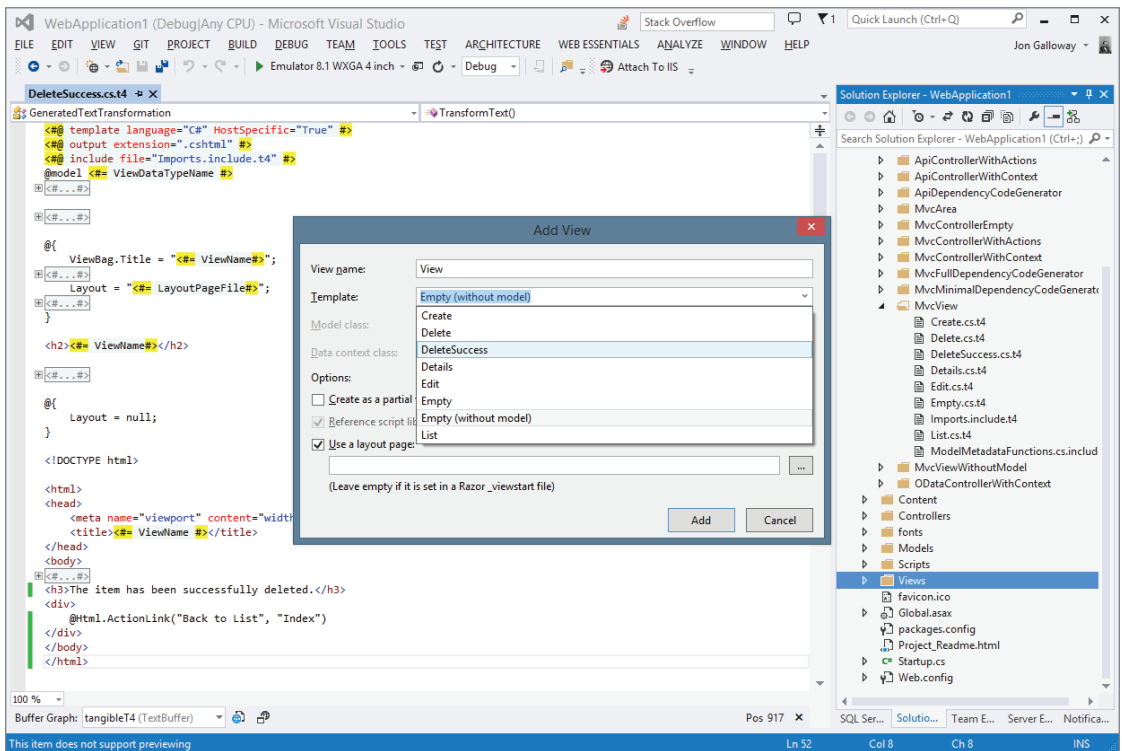 WebApplication1 (Debug|Any CPU) - Microsoft Visual Studio
Stack Overflow
1
Quick Launch (Ctrl+Q)
FILE EDIT VIEW GIT PROJECT BUILD DEBUG TEAM TOOLS TEST ARCHITECTURE WEB ESSENTIALS ANALYZE WINDOW HELP
Jon Galloway
Emulator 8.1 WXGA 4 inch
Debug
Attach To IIS
DeleteSuccess.cs.t4
GeneratedTextTransformation
TransformText()
<#@ template language="C#" HostSpecific="True" #>
<#@ output extension=".cshtml" #>
<#@ include file="Imports.include.t4" #>
@model <#= ViewDataTypeName #>
<#...#>
<#...#>
@{
ViewBag.Title = "<#= ViewName#>";
<#...#>
Layout = "<#= LayoutPageFile#>";
<#...#>
}
<h2><#= ViewName#></h2>
<#...#>
@{
Layout = null;
}
<!DOCTYPE html>
<html>
<head>
<meta name="viewport" content="width
<title><#= ViewName #></title>
</head>
<body>
<#...#>
<h3>The item has been successfully deleted.</h3>
<div>
@Html.ActionLink("Back to List", "Index")
</div>
</body>
</html>
100 %
Buffer Graph: tangibleT4 (TextBuffer)
Pos 917
Add View
View name:
View
Template:
Empty (without model)
Model class:
Data context class:
Options:
Create as a partial
Reference script lib
Use a layout page:
Create
Delete
DeleteSuccess
Details
Edit
Empty
Empty (without model)
List
...
(Leave empty if it is set in a Razor _viewstart file)
Add
Cancel
Solution Explorer - WebApplication1
Search Solution Explorer - WebApplication1 (Ctrl+;)
ApiControllerWithActions
ApiControllerWithContext
ApiDependencyCodeGenerator
MvcArea
MvcControllerEmpty
MvcControllerWithActions
MvcControllerWithContext
MvcFullDependencyCodeGenerator
MvcMinimalDependencyCodeGenerato
MvcView
Create.cs.t4
Delete.cs.t4
DeleteSuccess.cs.t4
Details.cs.t4
Edit.cs.t4
Empty.cs.t4
Imports.include.t4
List.cs.t4
ModelMetadataFunctions.cs.includ
MvcViewWithoutModel
ODataControllerWithContext
Content
Controllers
fonts
Models
Scripts
Views
favicon.ico
Global.asax
packages.config
Project_Readme.html
C# Startup.cs
Web.config
SQL Ser... Solutio... Team E... Server E... Notifica...
This item does not support previewing
Ln 52
Col 8
Ch 8
INS